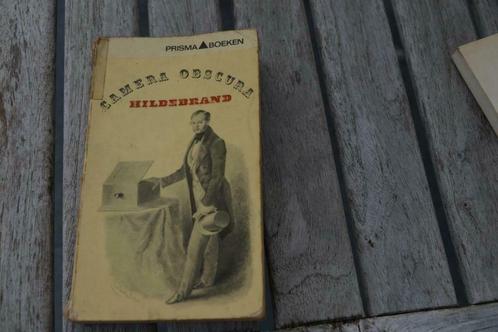 PRISMA BOEKEN
CAMERA OBSCURA
HILDEBRAND